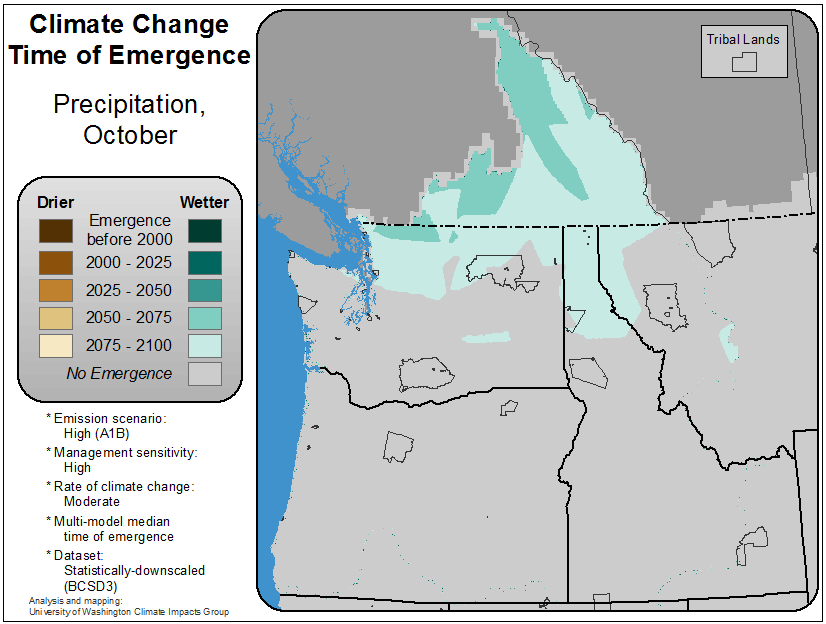 Climate Change
Time of Emergence
Precipitation,
October
Drier Wetter
Emergence
before 2000
2000 - 2025
2025 - 2050
2050 - 2075
2075 - 2100
No Emergence
* Emission scenario:
High (A1B)
* Management sensitivity:
High
* Rate of climate change:
Moderate
* Multi-model median
time of emergence
* Dataset:
Statistically-downscaled
(BCSD3)
Analysis and mapping:
University of Washington Climate Impacts Group
Tribal Lands